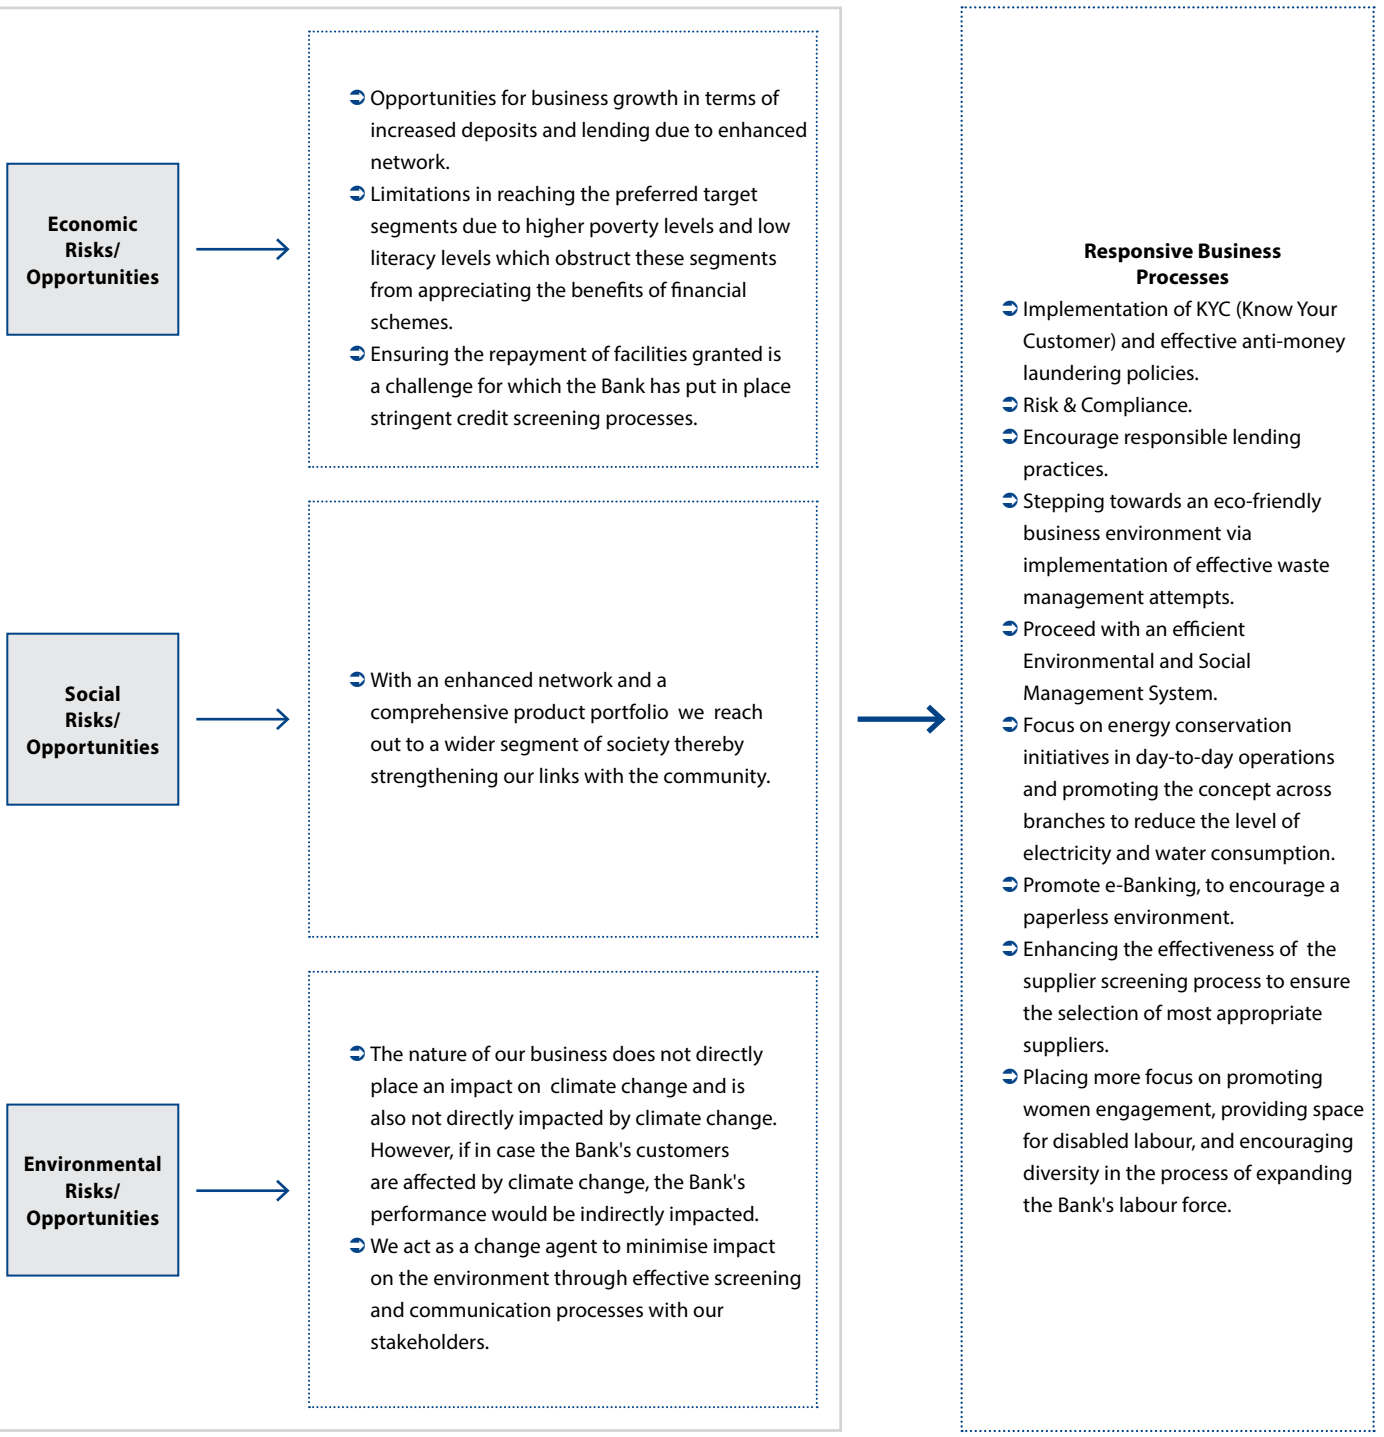 Economic
Risks/
Opportunities
Opportunities for business growth in terms of
increased deposits and lending due to enhanced
network.
Limitations in reaching the preferred target
segments due to higher poverty levels and low
literacy levels which obstruct these segments
from appreciating the benefits of financial
schemes.
Ensuring the repayment of facilities granted is
a challenge for which the Bank has put in place
stringent credit screening processes.
Social
Risks/
Opportunities
With an enhanced network and a
comprehensive product portfolio we reach
out to a wider segment of society thereby
strengthening our links with the community.
Environmental
Risks/
Opportunities
The nature of our business does not directly
place an impact on climate change and is
also not directly impacted by climate change.
However, if in case the Bank's customers
are affected by climate change, the Bank's
performance would be indirectly impacted.
We act as a change agent to minimise impact
on the environment through effective screening
and communication processes with our
stakeholders.
Responsive Business
Processes
Implementation of KYC (Know Your
Customer) and effective anti-money
laundering policies.
Risk & Compliance.
Encourage responsible lending
practices.
Stepping towards an eco-friendly
business environment via
implementation of effective waste
management attempts.
Proceed with an efficient
Environmental and Social
Management System.
Focus on energy conservation
initiatives in day-to-day operations
and promoting the concept across
branches to reduce the level of
electricity and water consumption.
Promote e-Banking, to encourage a
paperless environment.
Enhancing the effectiveness of the
supplier screening process to ensure
the selection of most appropriate
suppliers.
Placing more focus on promoting
women engagement, providing space
for disabled labour, and encouraging
diversity in the process of expanding
the Bank's labour force.